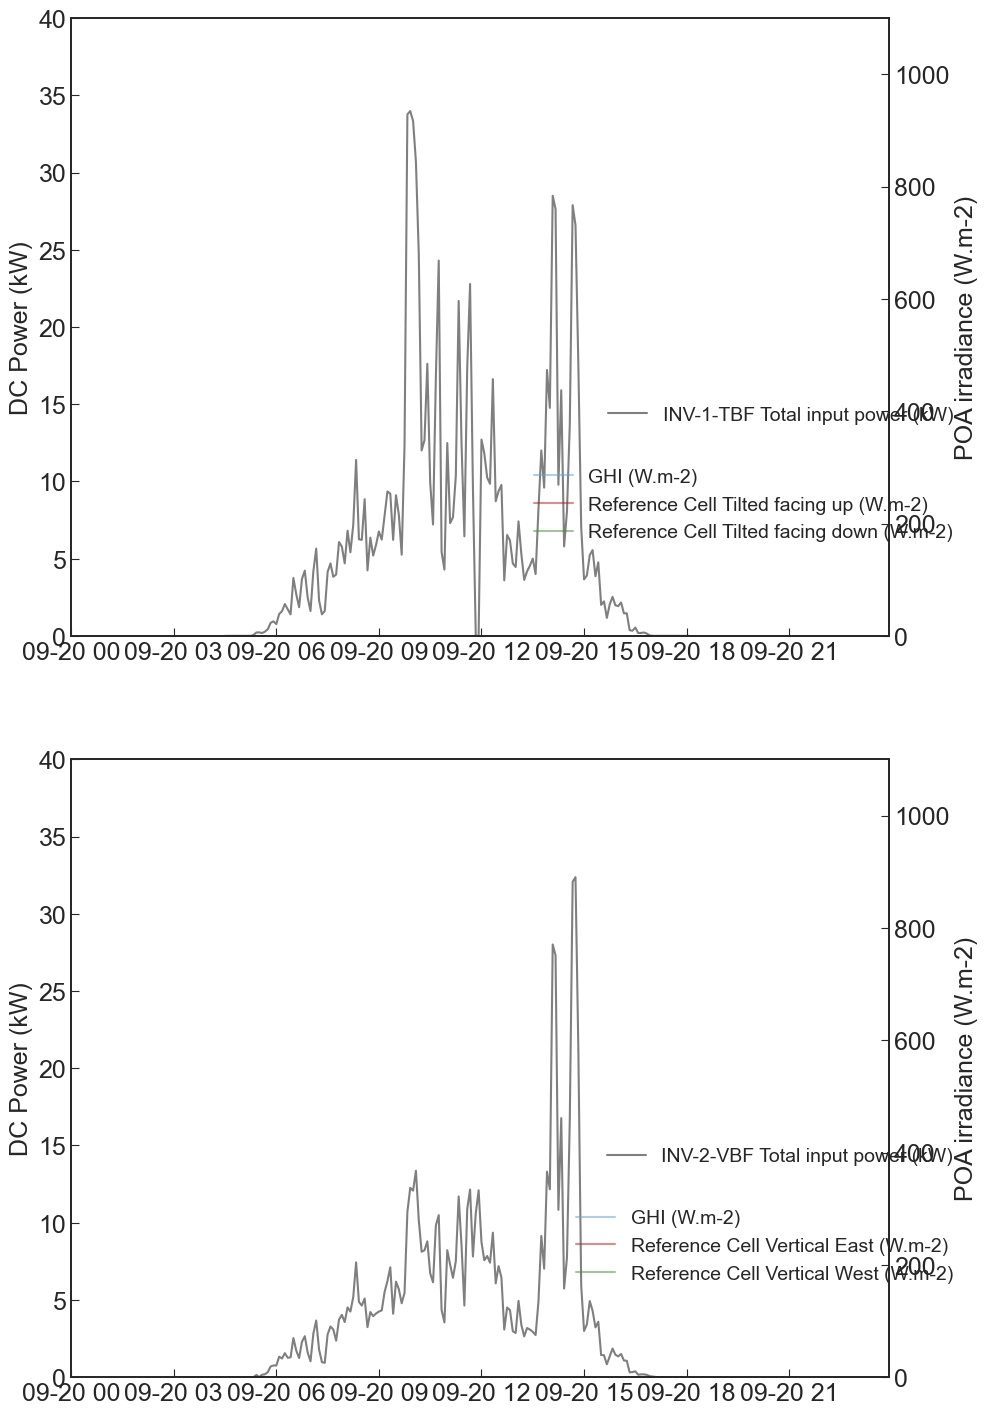 40
35
30
25
20
15
10
5
0
DC Power (kW)
1000
800
600
400
200
0
POA irradiance (W.m-2)
INV-1-TBF Total input power (kW)
GHI (W.m-2)
Reference Cell Tilted facing up (W.m-2)
Reference Cell Tilted facing down (W.m-2)
09-20 00 09-20 03 09-20 06 09-20 09 09-20 12 09-20 15 09-20 18 09-20 21
40
35
30
25
20
15
10
5
0
DC Power (kW)
1000
800
600
400
200
0
POA irradiance (W.m-2)
INV-2-VBF Total input power (kW)
GHI (W.m-2)
Reference Cell Vertical East (W.m-2)
Reference Cell Vertical West (W.m-2)
09-20 00 09-20 03 09-20 06 09-20 09 09-20 12 09-20 15 09-20 18 09-20 21